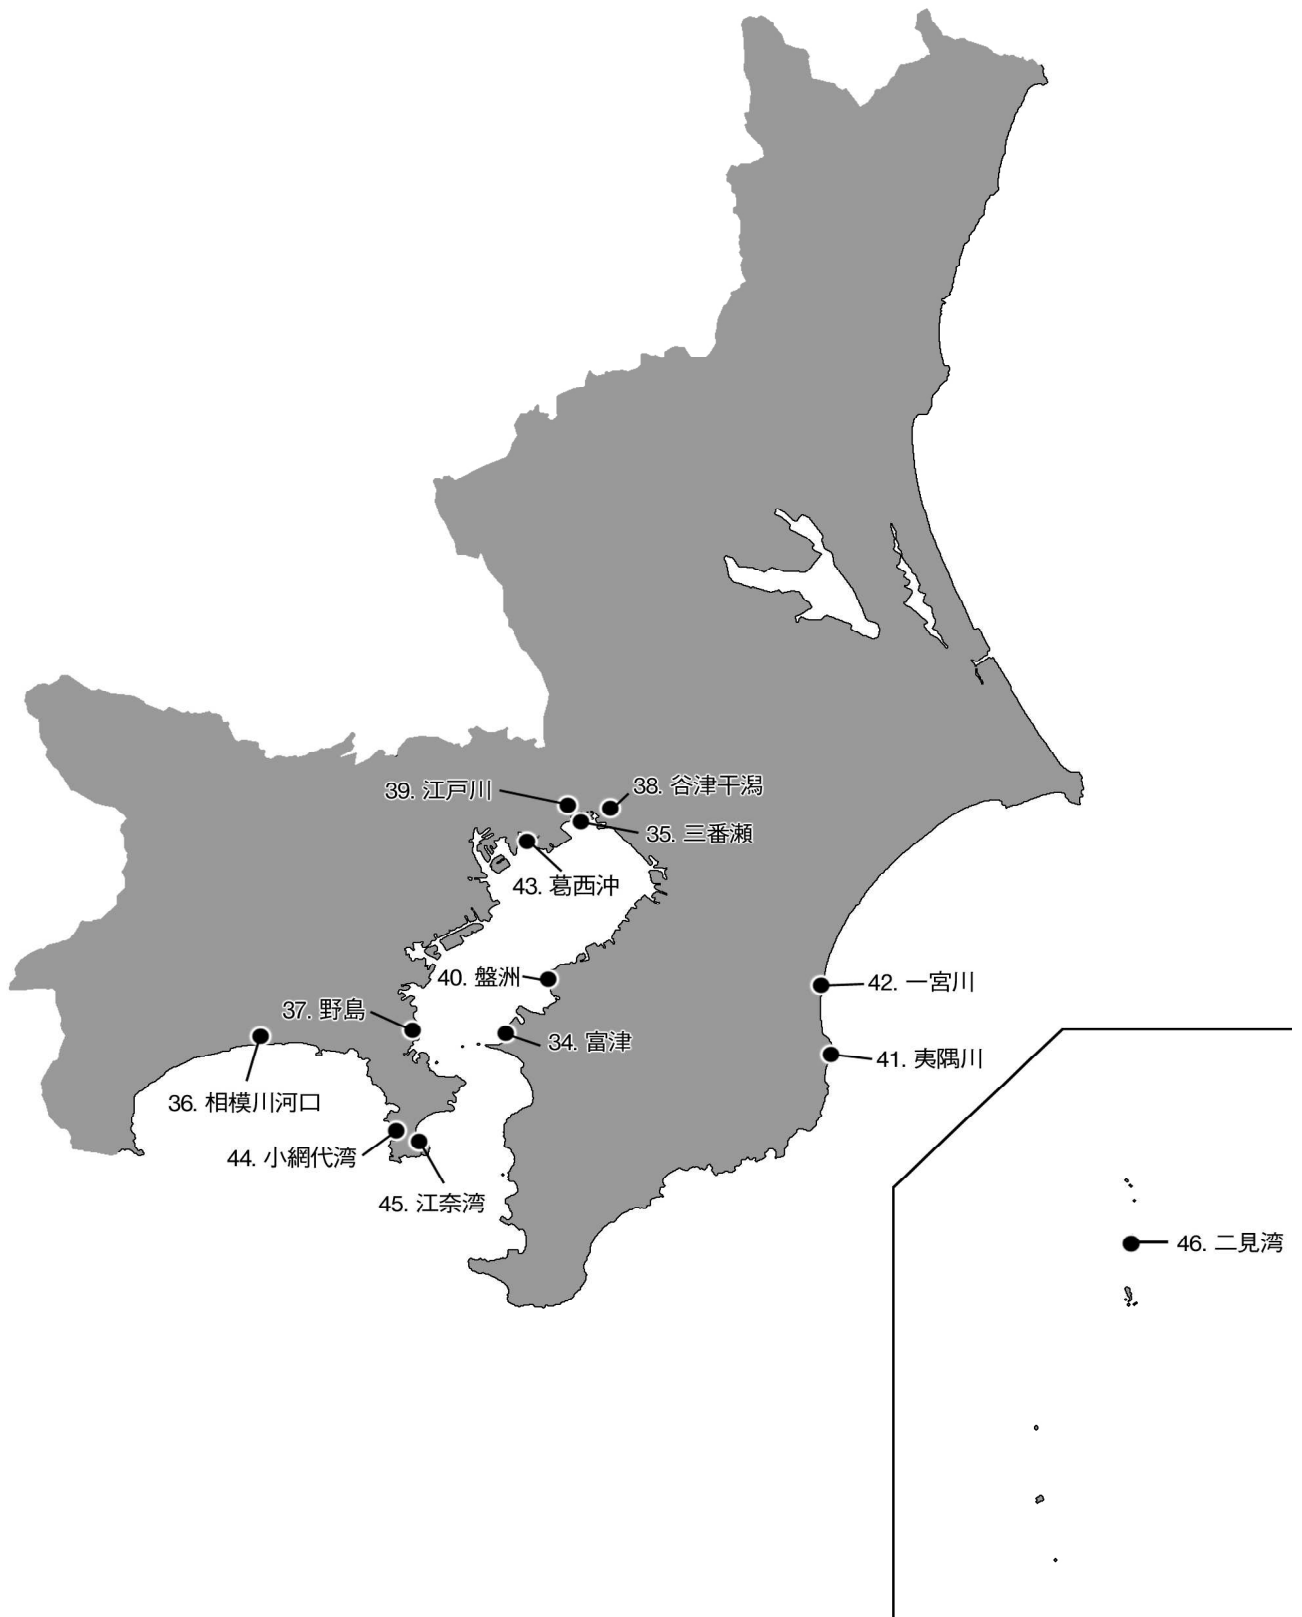 39. 江戸川
38. 谷津干潟
35. 三番瀬
43. 葛西沖
40. 盤洲
42. 一宮川
37. 野島
34. 富津
41. 夷隅川
36. 相模川河口
44. 小網代湾
45. 江奈湾
46. 二見湾